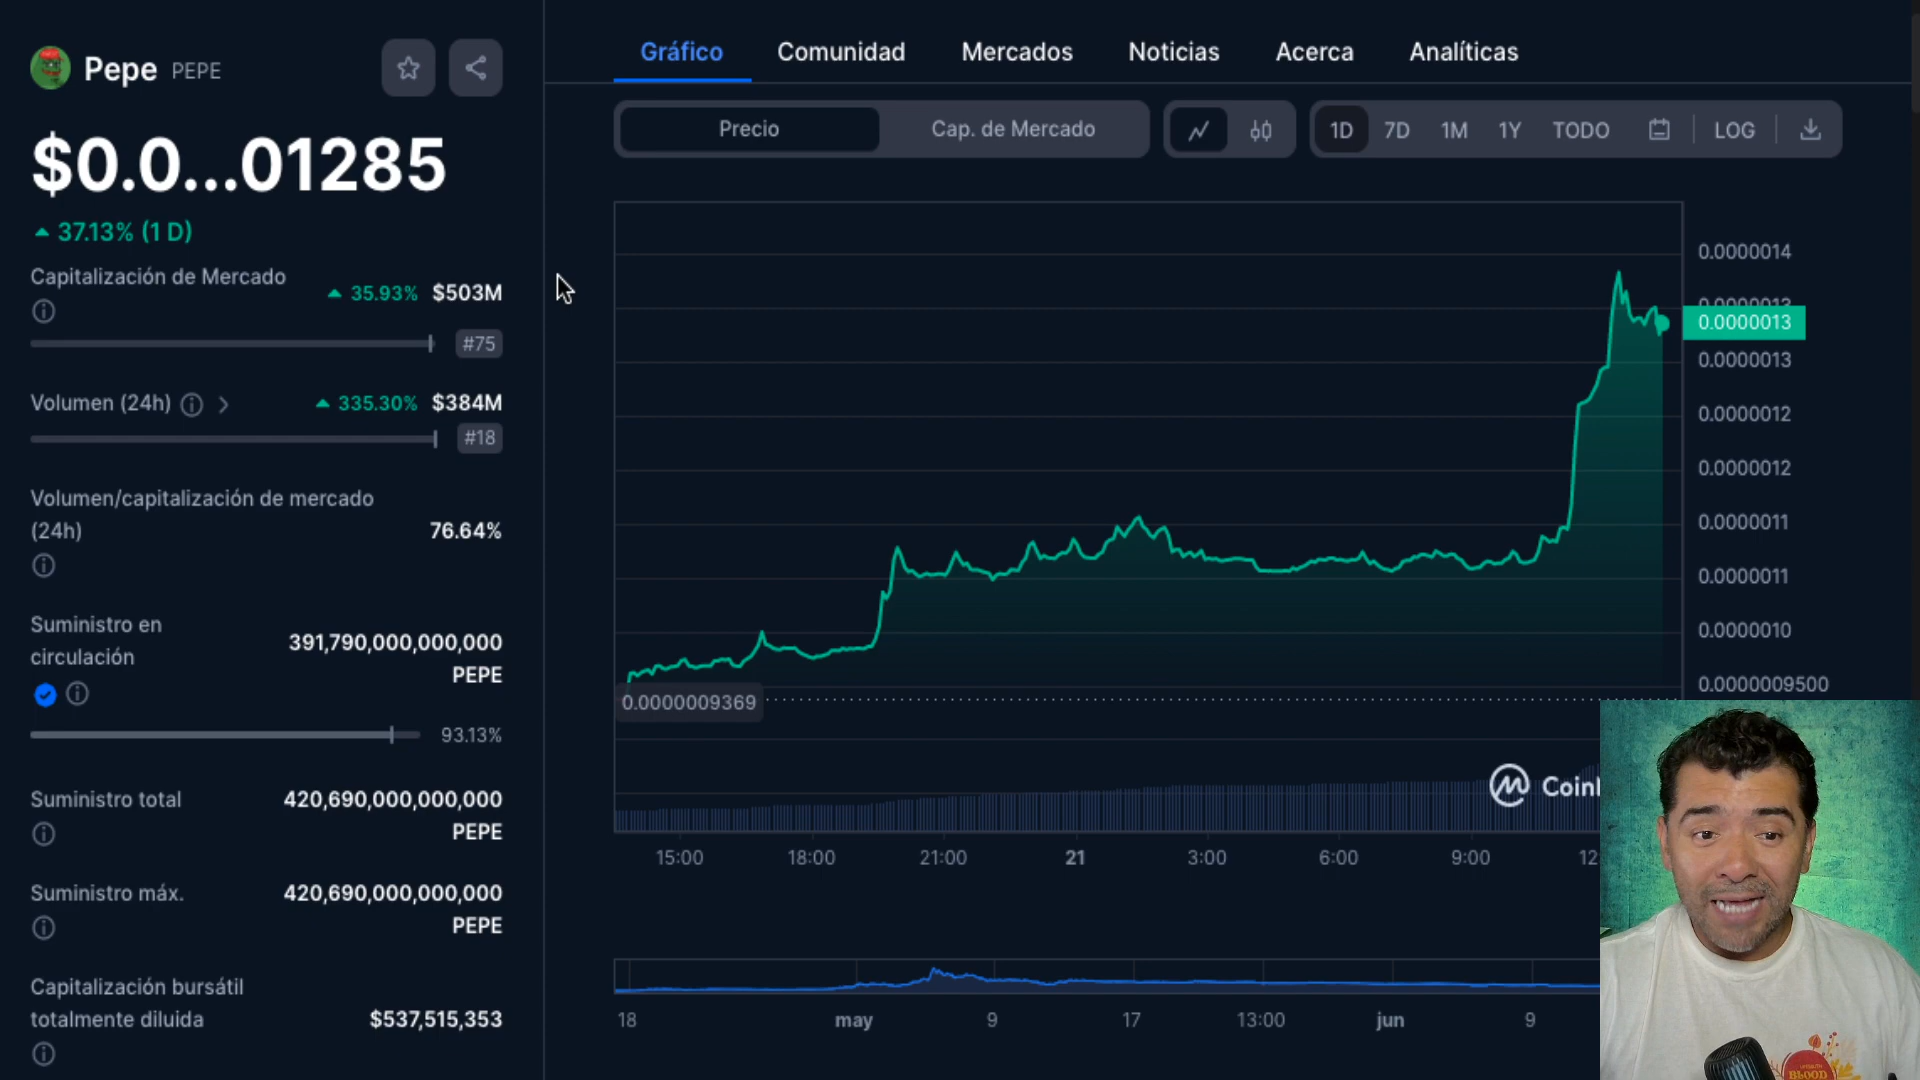 Pepe PEPE
$0.0...01285
37.13% (1 D)
Capitalización de Mercado
35.93% $503M
#75
Volumen (24h)
335.30% $384M
#18
Volumen/capitalización de mercado
(24h)
76.64%
Suministro en
circulación
391,790,000,000,000
PEPE
93.13%
Suministro total
420,690,000,000,000
PEPE
Suministro máx.
420,690,000,000,000
PEPE
Capitalización bursátil
totalmente diluida
$537,515,353
Gráfico Comunidad Mercados Noticias Acerca Analíticas
Precio Cap. de Mercado 1D 7D 1M 1Y TODO LOG
0.0000014
0.0000013
0.0000013
0.0000013
0.0000012
0.0000012
0.0000011
0.0000011
0.0000010
0.0000009500
0.0000009369
Coin
15:00 18:00 21:00 21 3:00 6:00 9:00 12
18 may 9 17 13:00 jun 9
BLOOD